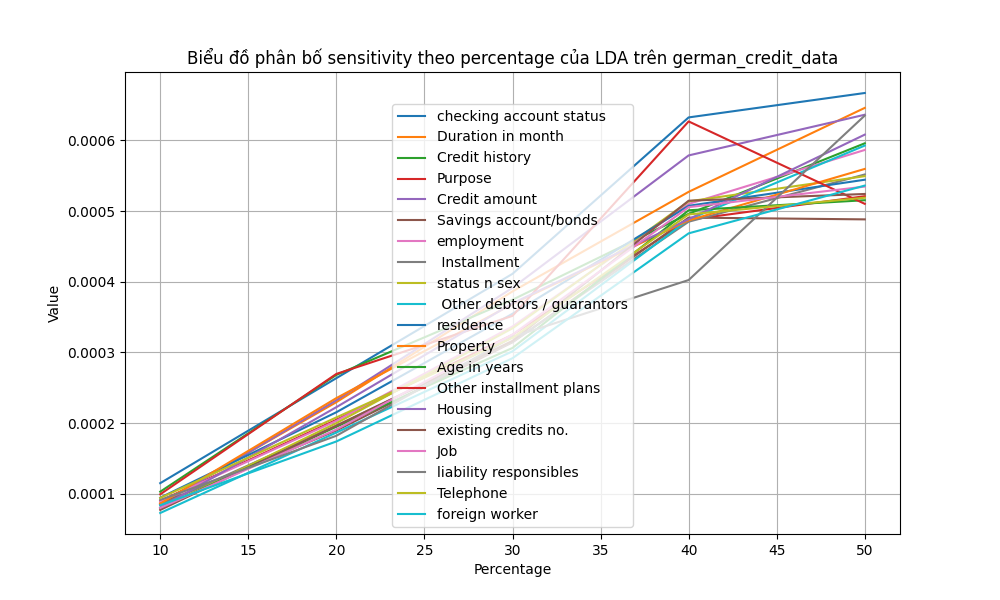 Biểu đồ phân bố sensitivity theo percentage của LDA trên german_credit_data
Value
0.0006
0.0005
0.0004
0.0003
0.0002
0.0001
checking account status
Duration in month
Credit history
Purpose
Credit amount
Savings account/bonds
employment
Installment
status n sex
Other debtors / guarantors
residence
Property
Age in years
Other installment plans
Housing
existing credits no.
Job
liability responsibles
Telephone
foreign worker
10 15 20 25 30 35 40 45 50
Percentage